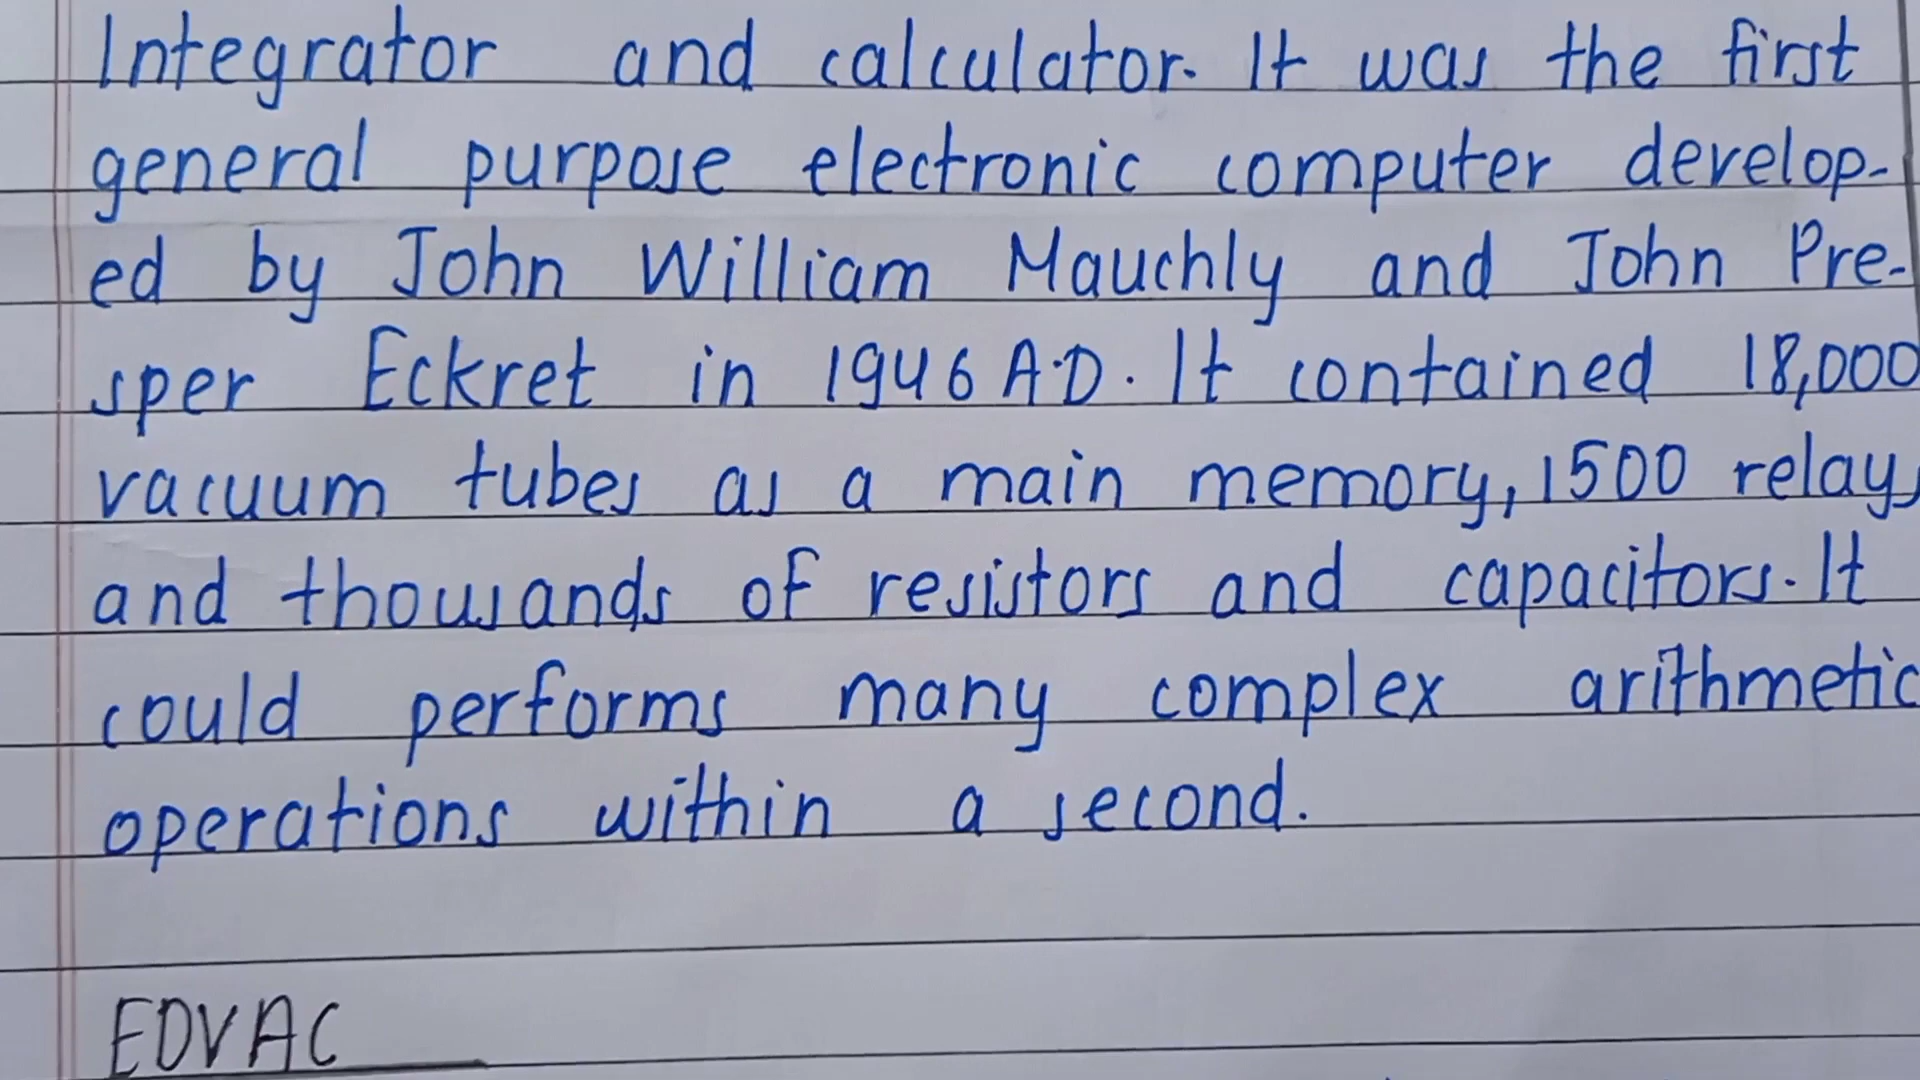 Integrator and calculator. It was the first
general purpose electronic computer develop-
ed by John William Mauchly and John Pre-
sper Eckret in 1946 A.D. It contained 18,000
vacuum tubes as a main memory, 1500 relays
and thousands of resistors and capacitors. It
could performs many complex arithmetic
operations within a second.
EDVAC